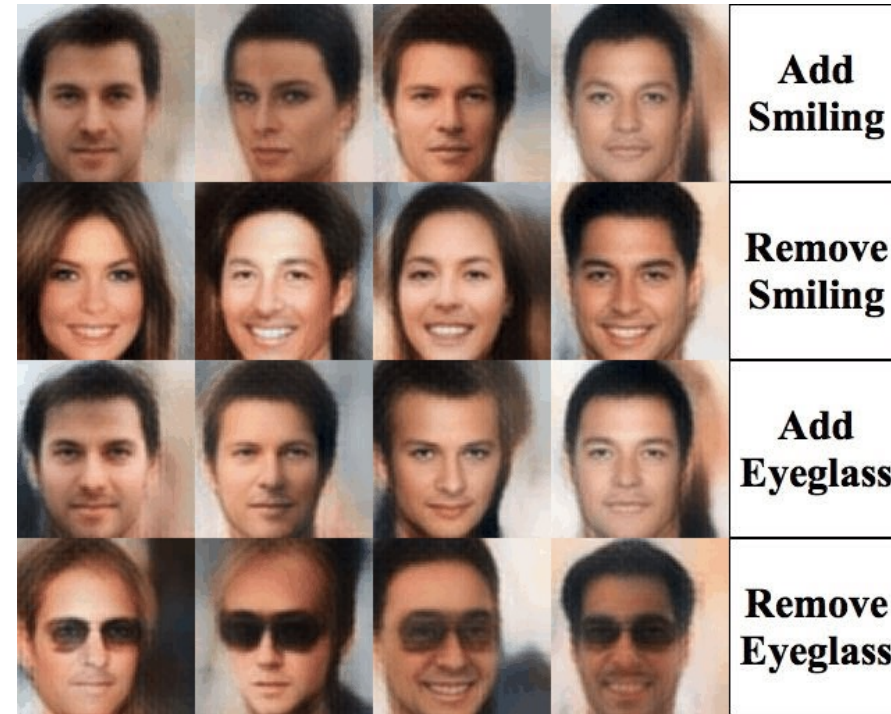 Add
Smiling
Remove
Smiling
Add
Eyeglass
Remove
Eyeglass